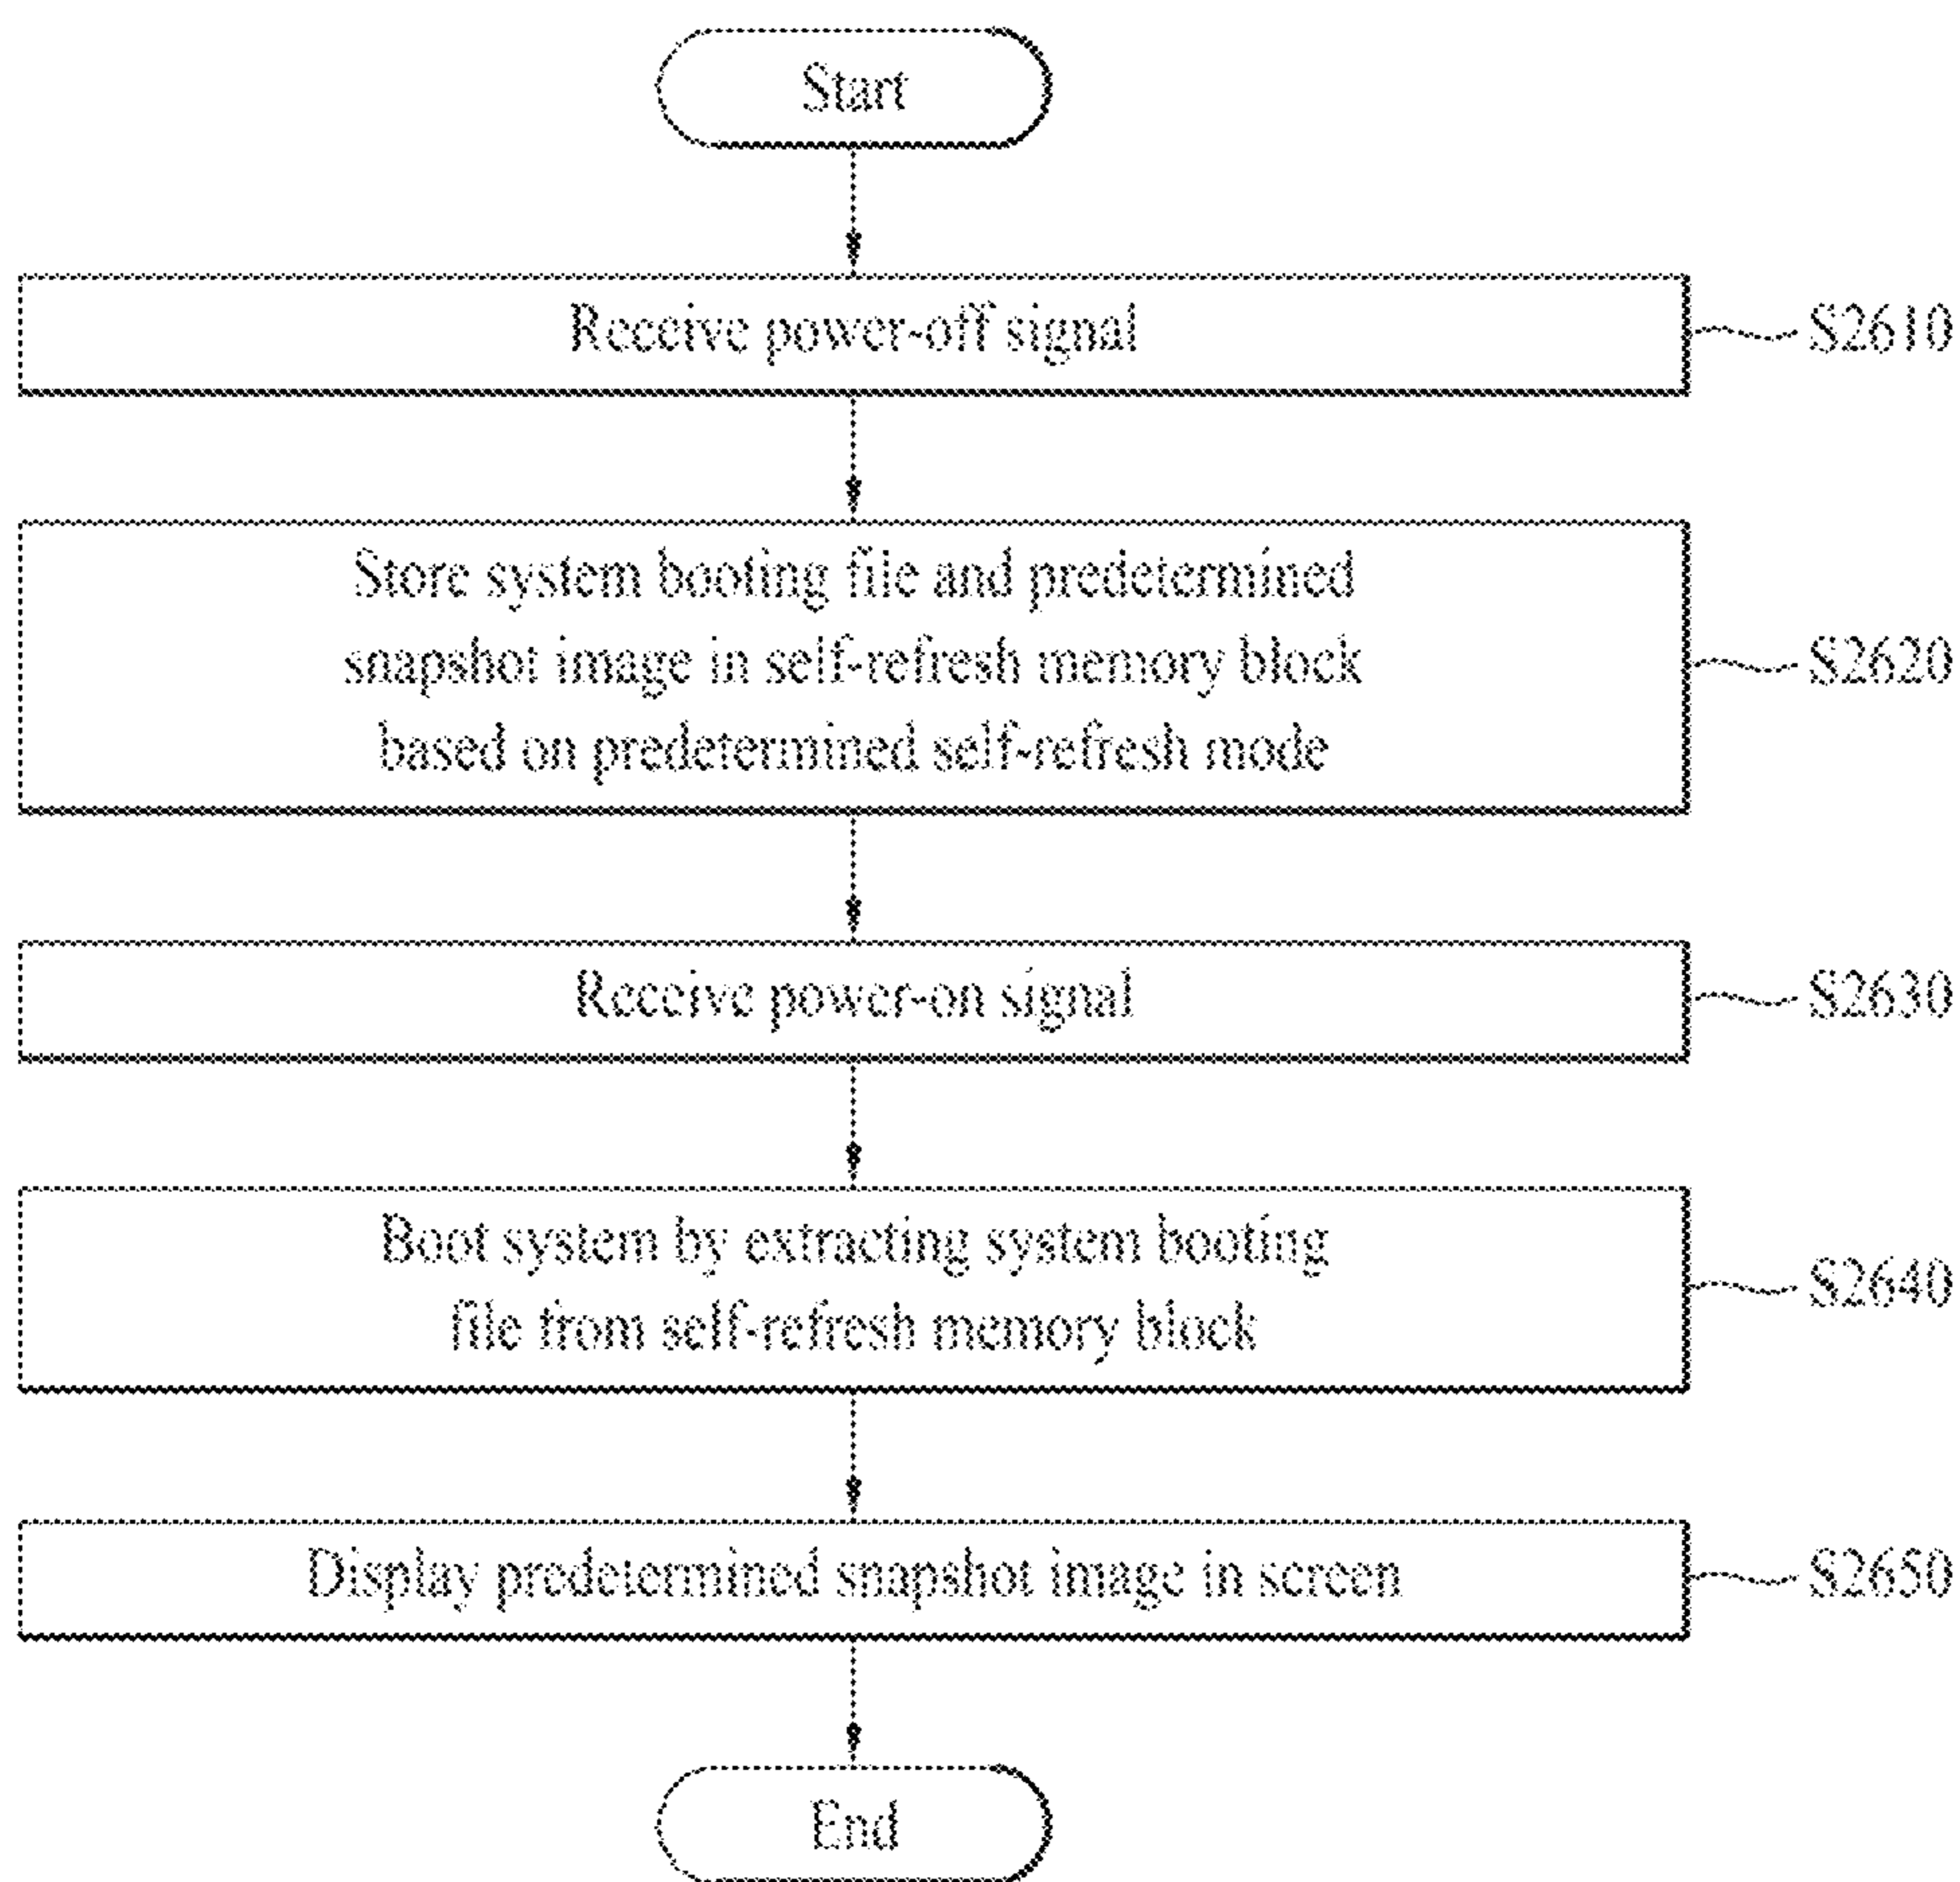 Start
Receive power-off signal
S2610
Store system booting file and predetermined
snapshot image in self-refresh memory block
based on predetermined self-refresh mode
S2620
Receive power-on signal
S2630
Boot system by extracting system booting
file from self-refresh memory block
S2640
Display predetermined snapshot image in screen
S2650
End